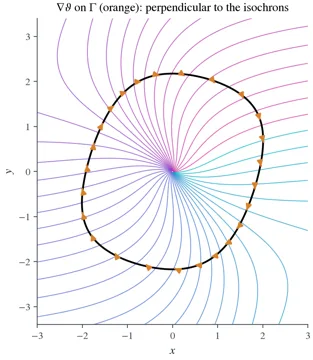 ∇ϑ on Γ (orange): perpendicular to the isochrons
3
2
1
0
−1
−2
−3
y
−3 −2 −1 0 1 2 3
x